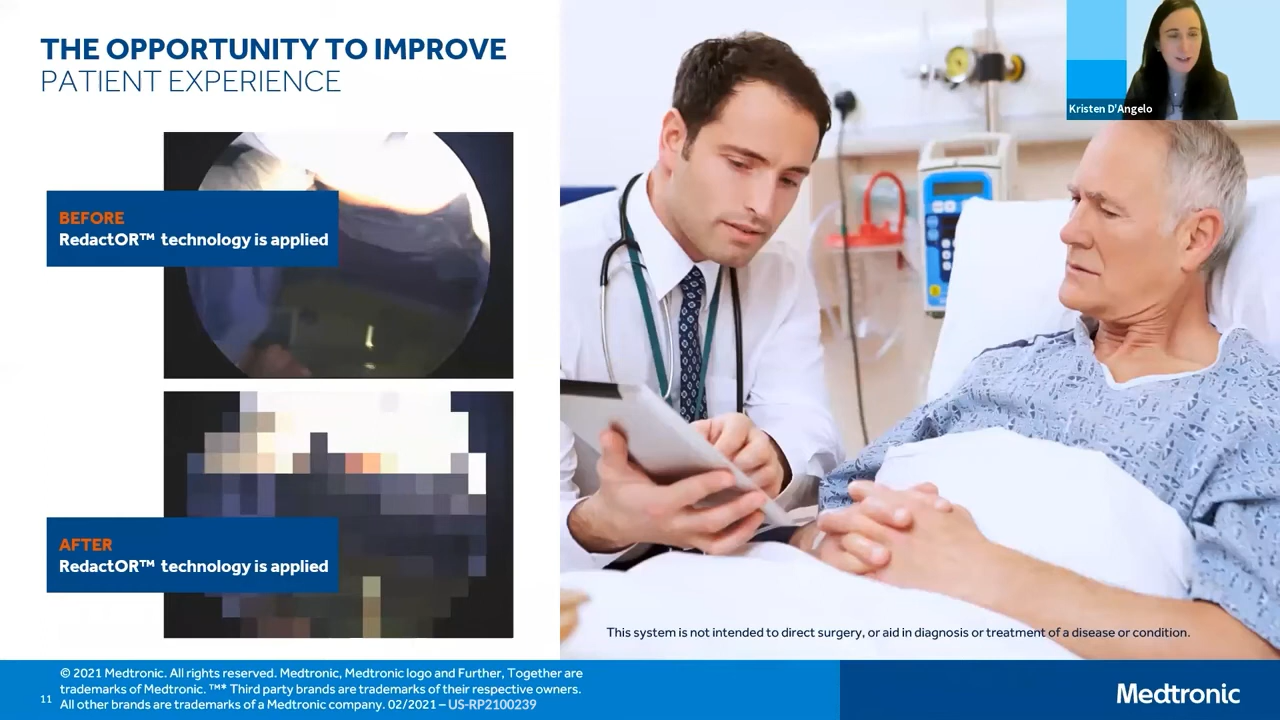 THE OPPORTUNITY TO IMPROVE
PATIENT EXPERIENCE
BEFORE
RedactOR™ technology is applied
AFTER
RedactOR™ technology is applied
Kristen D'Angelo
This system is not intended to direct surgery, or aid in diagnosis or treatment of a disease or condition.
© 2021 Medtronic. All rights reserved. Medtronic, Medtronic logo and Further, Together are
trademarks of Medtronic. ™* Third party brands are trademarks of their respective owners.
All other brands are trademarks of a Medtronic company. 02/2021 – US-RP2100239
11
Medtronic